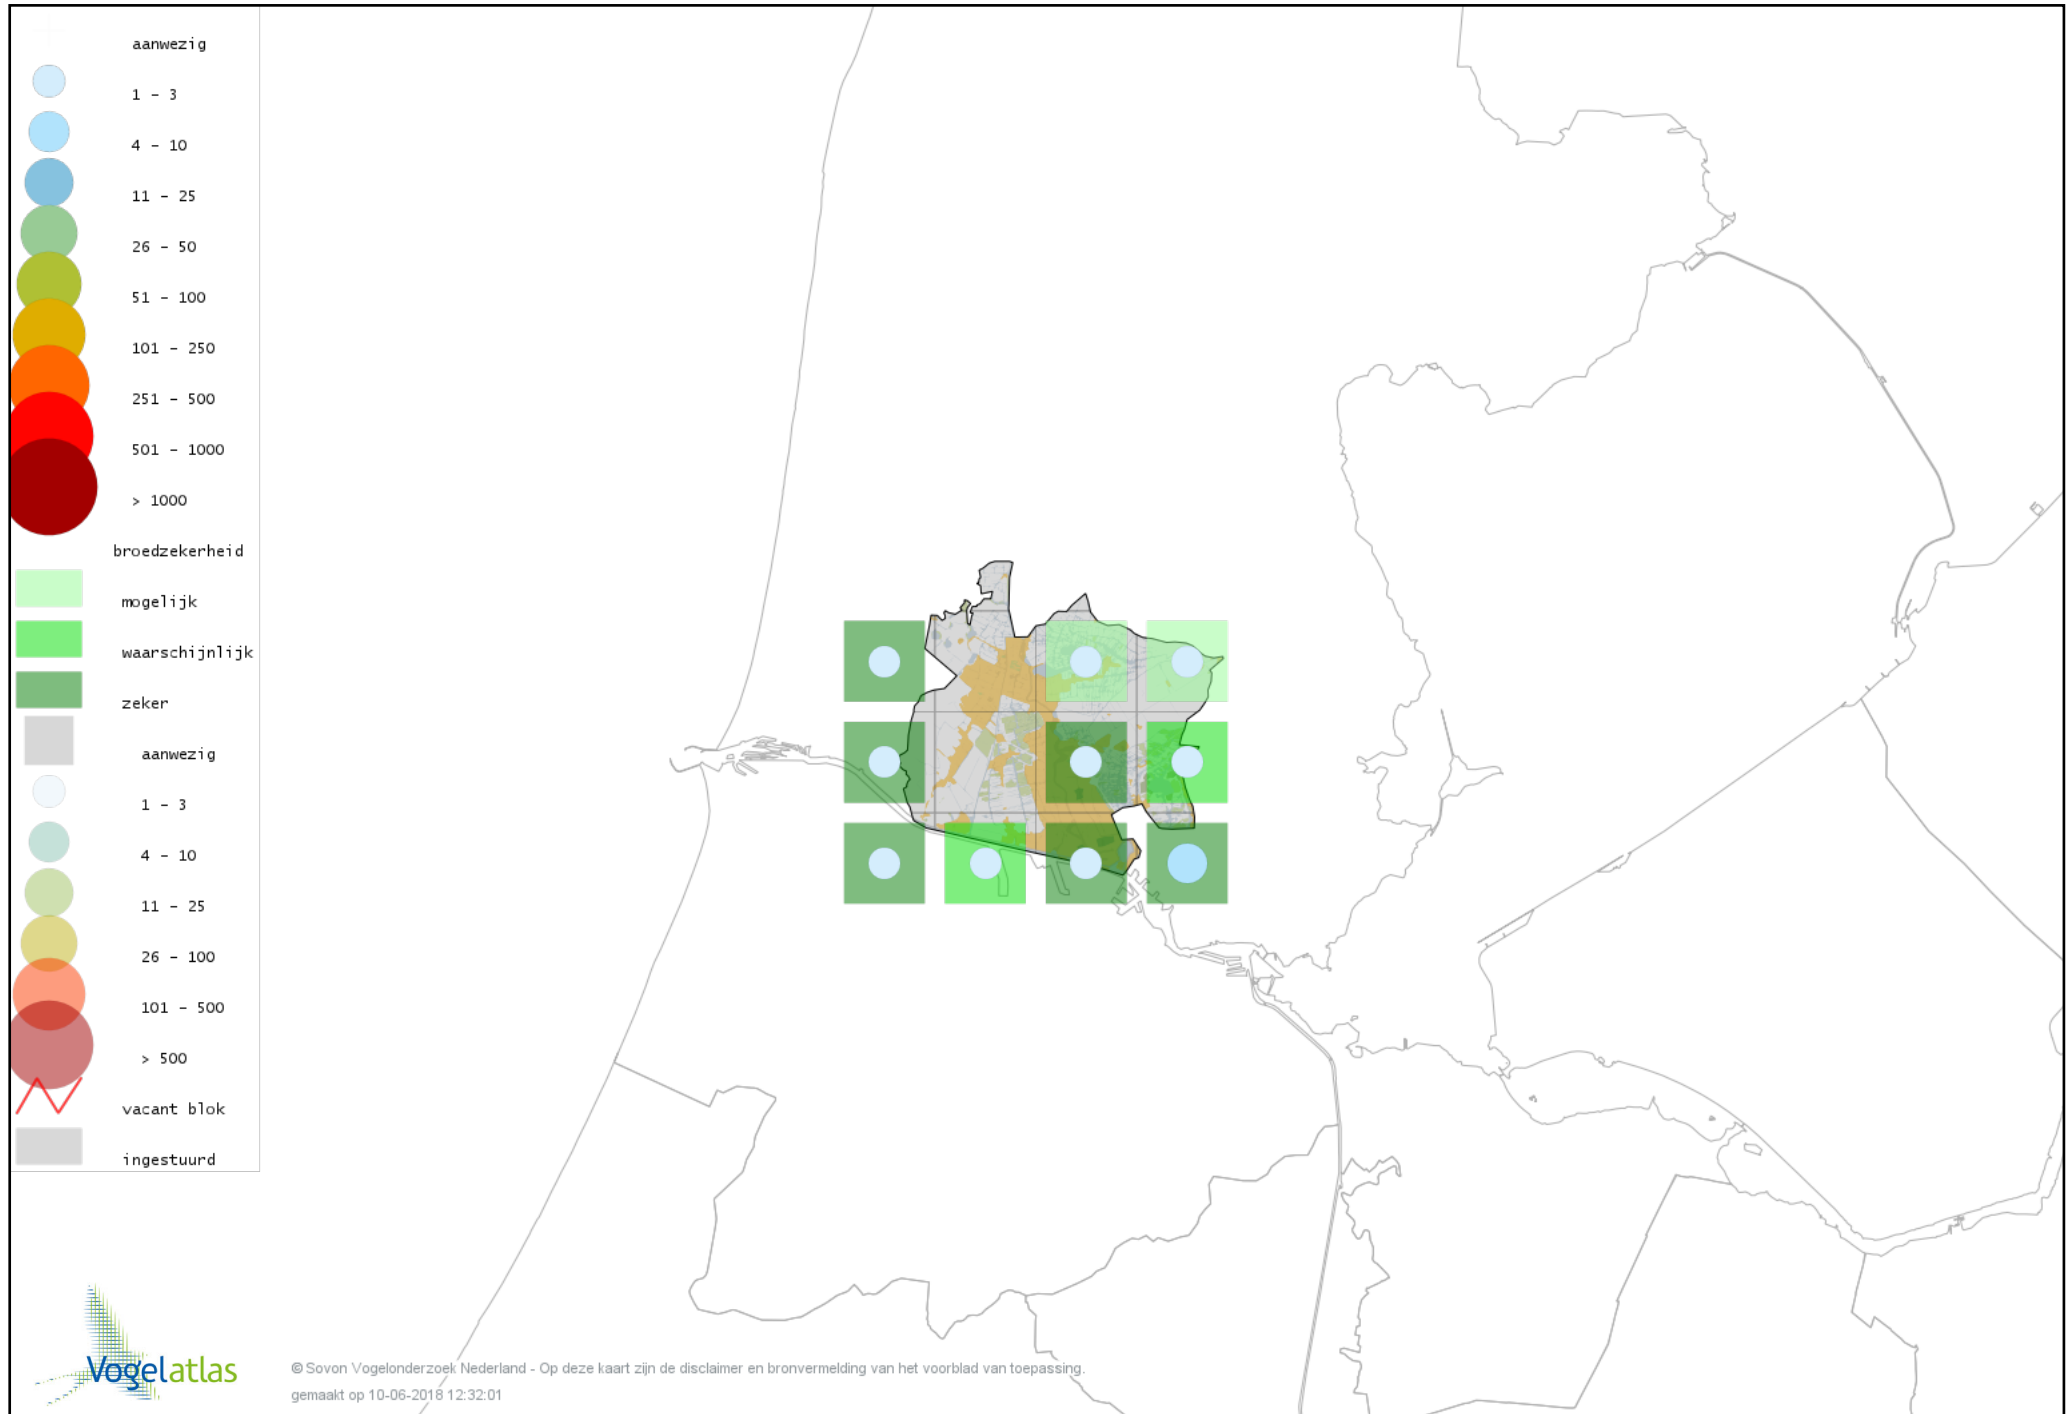 aanwezig
1 - 3
4 - 10
11 - 25
26 - 50
51 - 100
101 - 250
251 - 500
501 - 1000
> 1000
broedzekerheid
mogelijk
waarschijnlijk
zeker
aanwezig
1 - 3
4 - 10
11 - 25
26 - 100
101 - 500
> 500
vacant blok
ingestuurd
Vogelatlas
© Sovon Vogelonderzoek Nederland - Op deze kaart zijn de disclaimer en bronvermelding van het voorblad van toepassing.
gemaakt op 10-06-2018 12:32:01